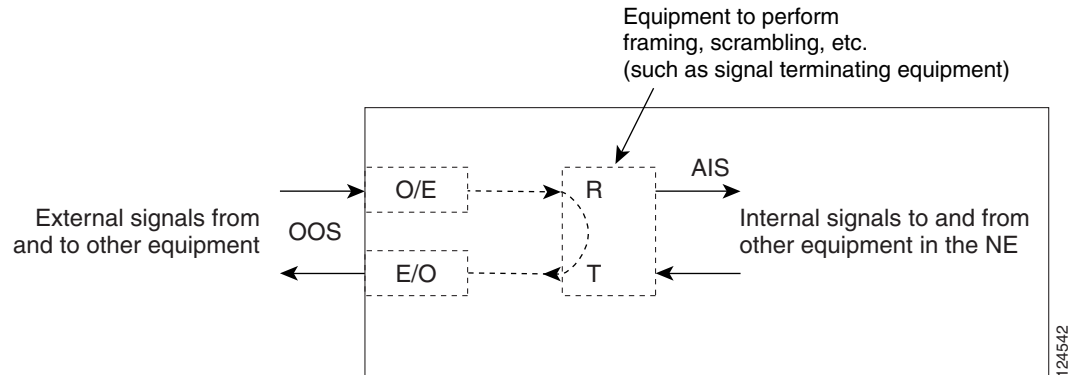 Equipment to perform
framing, scrambling, etc.
(such as signal terminating equipment)
AIS
O/E
R
External signals from
and to other equipment
OOS
Internal signals to and from
other equipment in the NE
E/O
T
124542